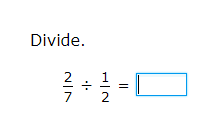 Divide.
2/7 ÷ 1/2 =